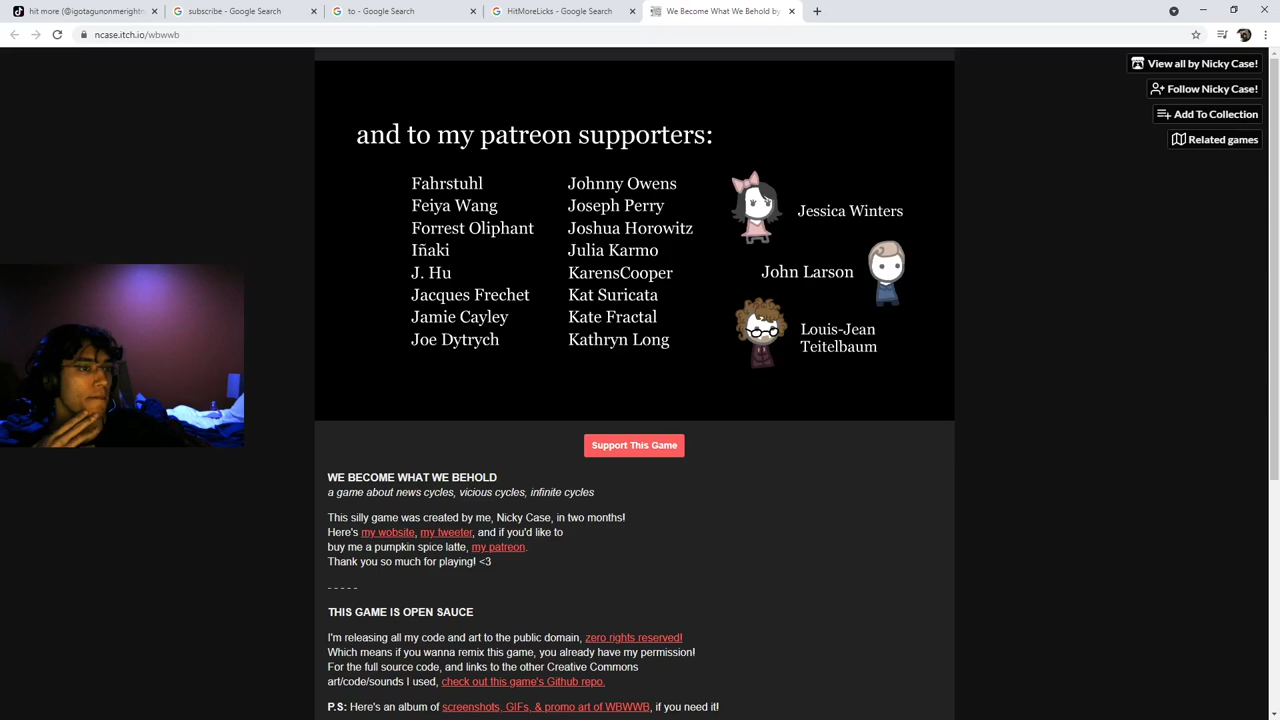 hit more (@igotagunonmerightn
subscribe - Google Search
to - Google Search
HitMoreLicks - Google Search
We Become What We Behold by
ncase.itch.io/wbwwb
View all by Nicky Case!
Follow Nicky Case!
Add To Collection
Related games
and to my patreon supporters:
Fahrstuhl
Feiya Wang
Forrest Oliphant
Iñaki
J. Hu
Jacques Frechet
Jamie Cayley
Joe Dytrych
Johnny Owens
Joseph Perry
Joshua Horowitz
Julia Karmo
KarensCooper
Kat Suricata
Kate Fractal
Kathryn Long
Jessica Winters
John Larson
Louis-Jean
Teitelbaum
Support This Game
WE BECOME WHAT WE BEHOLD
a game about news cycles, vicious cycles, infinite cycles
This silly game was created by me, Nicky Case, in two months!
Here's my wobsite, my tweeter, and if you'd like to
buy me a pumpkin spice latte, my patreon.
Thank you so much for playing! <3
- - - - -
THIS GAME IS OPEN SAUCE
I'm releasing all my code and art to the public domain, zero rights reserved!
Which means if you wanna remix this game, you already have my permission!
For the full source code, and links to the other Creative Commons
art/code/sounds I used, check out this game's Github repo.
P.S: Here's an album of screenshots, GIFs, & promo art of WBWWB, if you need it!